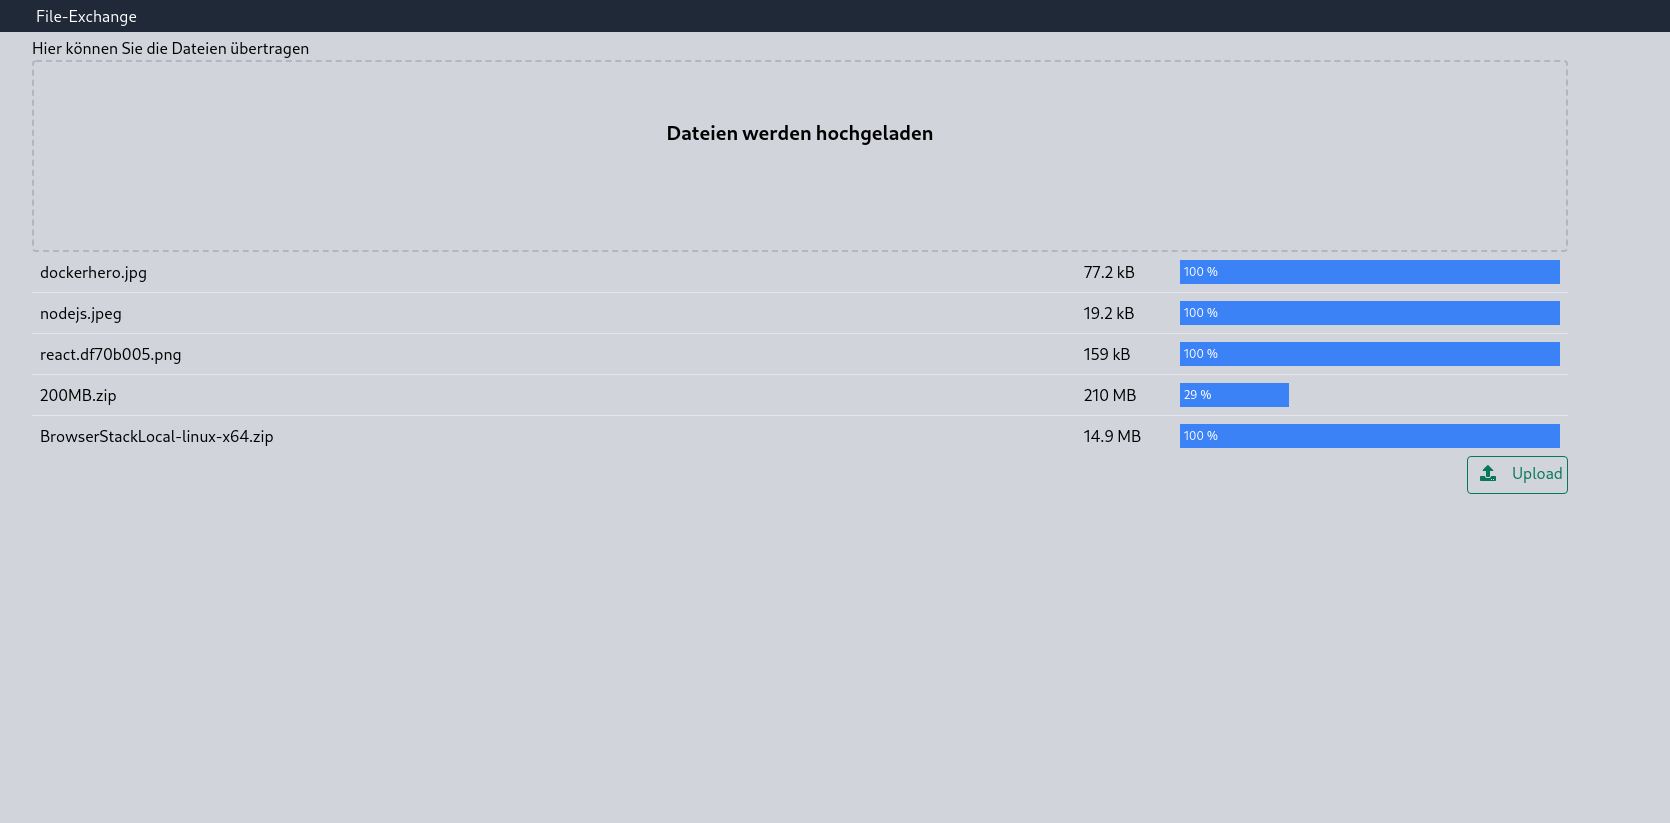 File-Exchange
Hier können Sie die Dateien übertragen
Dateien werden hochgeladen
dockerhero.jpg 77.2 kB 100 %
nodejs.jpeg 19.2 kB 100 %
react.df70b005.png 159 kB 100 %
200MB.zip 210 MB 29 %
BrowserStackLocal-linux-x64.zip 14.9 MB 100 %
Upload